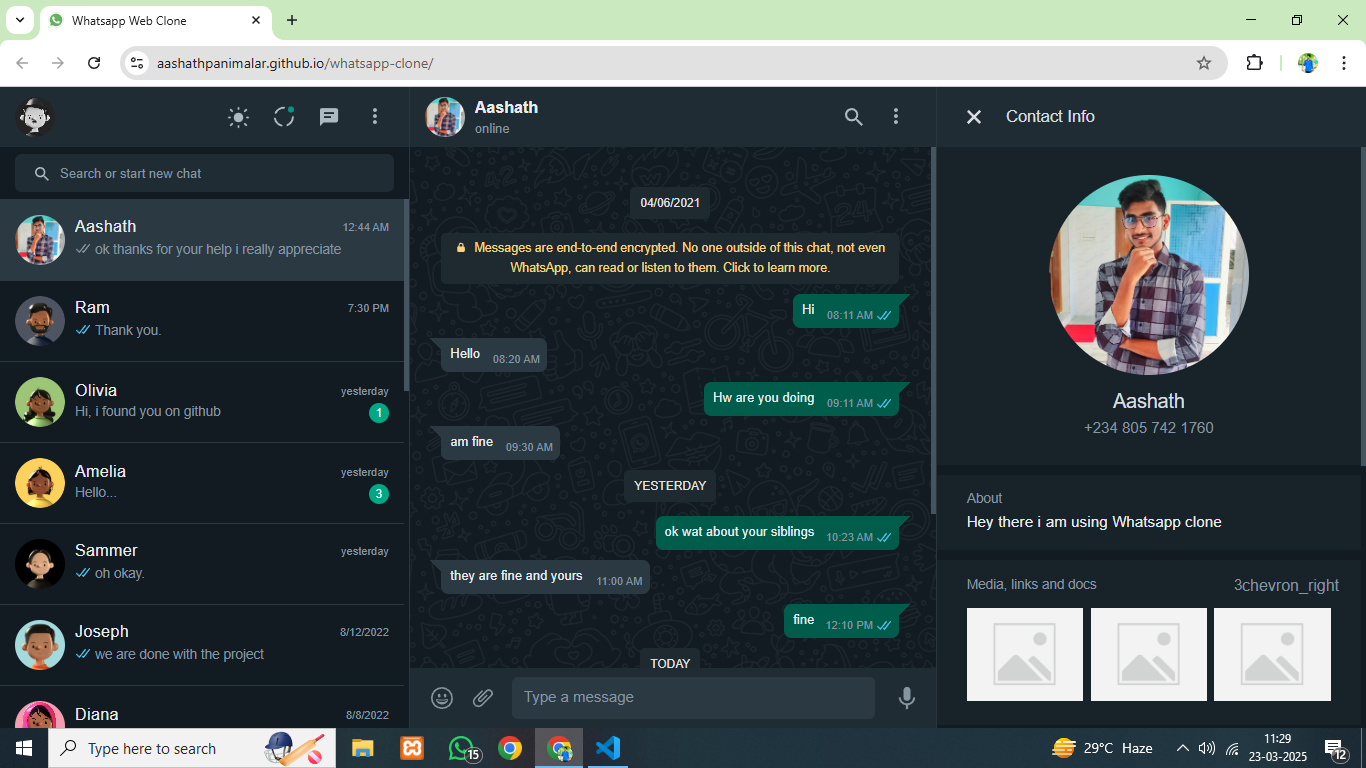 Whatsapp Web Clone
aashathpanimalar.github.io/whatsapp-clone/
Search or start new chat
Aashath
12:44 AM
ok thanks for your help i really appreciate
Ram
7:30 PM
Thank you.
Olivia
yesterday
Hi, i found you on github
1
Amelia
yesterday
Hello...
3
Sammer
yesterday
oh okay.
Joseph
8/12/2022
we are done with the project
Diana
8/8/2022
Aashath
online
04/06/2021
Messages are end-to-end encrypted. No one outside of this chat, not even
WhatsApp, can read or listen to them. Click to learn more.
Hi 08:11 AM
Hello 08:20 AM
Hw are you doing 09:11 AM
am fine 09:30 AM
YESTERDAY
ok wat about your siblings 10:23 AM
they are fine and yours 11:00 AM
fine 12:10 PM
TODAY
Type a message
Contact Info
Aashath
+234 805 742 1760
About
Hey there i am using Whatsapp clone
Media, links and docs
3chevron_right
Type here to search
15
29°C Haze
11:29
23-03-2025
12